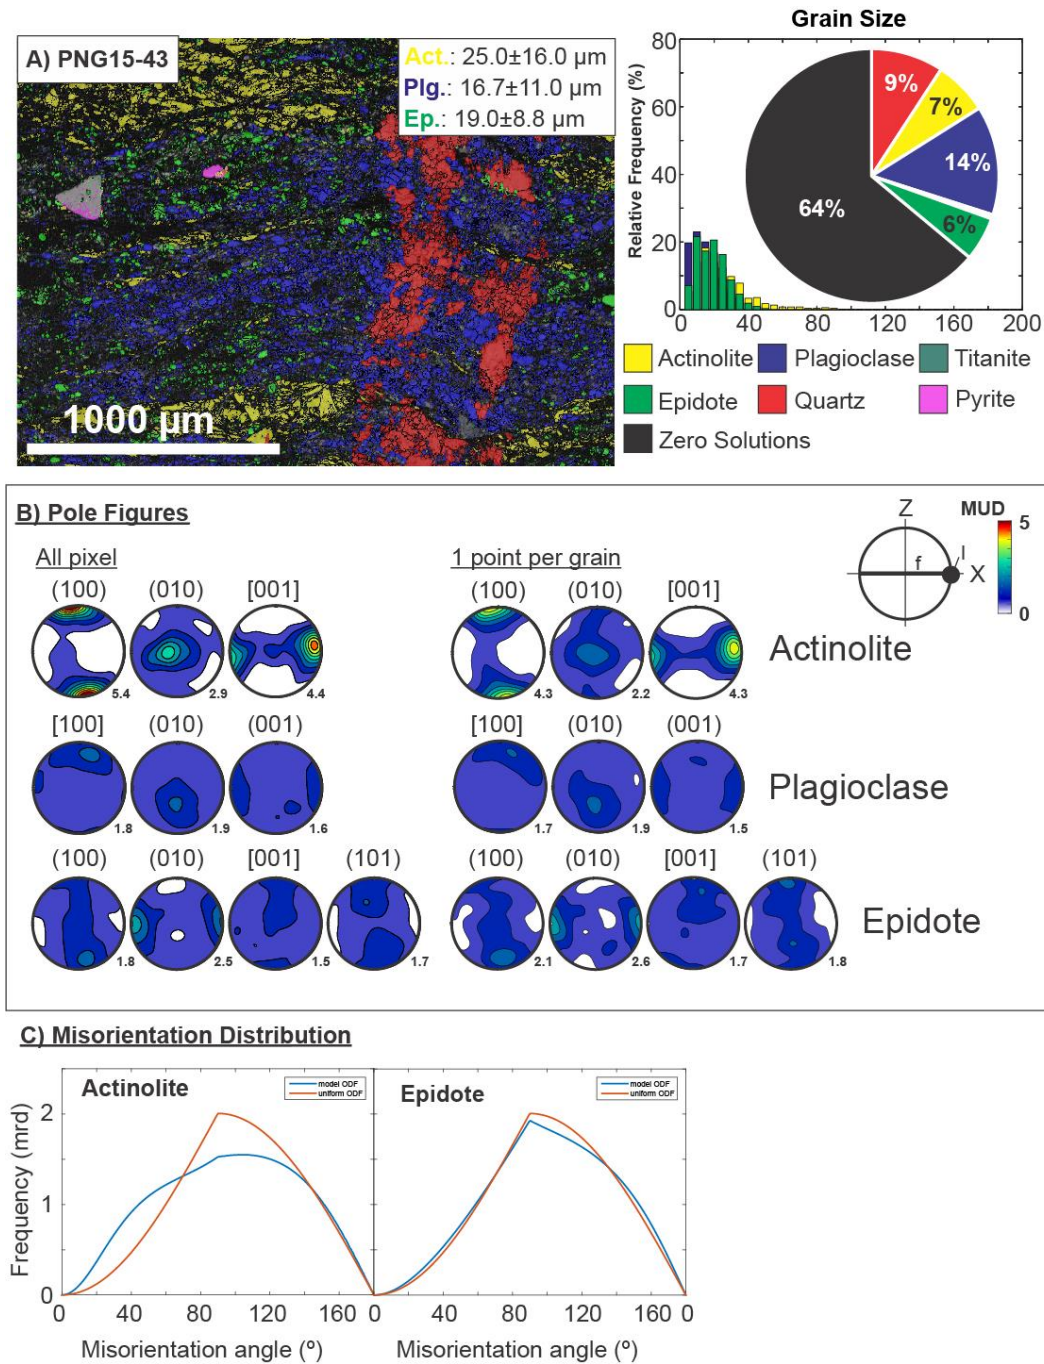 A) PNG15-43
Act.: 25.0±16.0 µm
Plg.: 16.7±11.0 µm
Ep.: 19.0±8.8 µm
1000 µm
Grain Size
Relative Frequency (%)
80
60
40
20
0
0 40 80 120 160 200
9%
7%
14%
6%
64%
Actinolite Plagioclase Titanite
Epidote Quartz Pyrite
Zero Solutions
B) Pole Figures
Z
f
l
X
MUD
5
0
All pixel 1 point per grain
(100) (010) [001] (100) (010) [001]
Actinolite
5.4 2.9 4.4 4.3 2.2 4.3
[100] (010) (001) [100] (010) (001)
Plagioclase
1.8 1.9 1.6 1.7 1.9 1.5
(100) (010) [001] (101) (100) (010) [001] (101)
Epidote
1.8 2.5 1.5 1.7 2.1 2.6 1.7 1.8
C) Misorientation Distribution
Actinolite
model ODF
uniform ODF
Epidote
model ODF
uniform ODF
Frequency (mrd)
2
1
0
0 40 80 120 160 0 40 80 120 160 0
Misorientation angle (º) Misorientation angle (º)